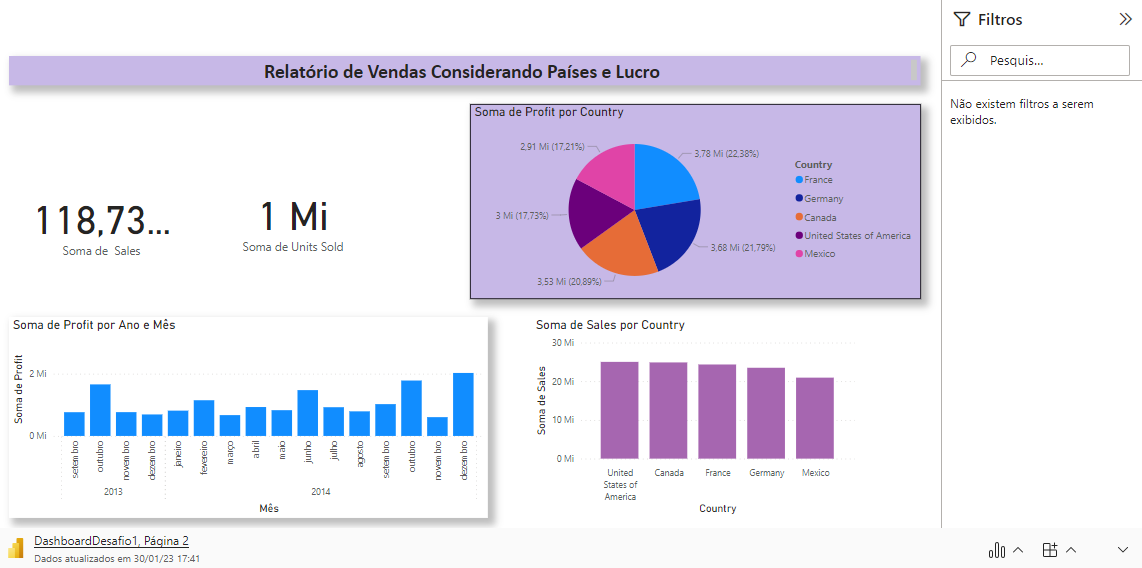 Filtros
Pesquis...
Não existem filtros a serem
exibidos.
Relatório de Vendas Considerando Países e Lucro
118,73...
Soma de  Sales
1 Mi
Soma de Units Sold
Soma de Profit por Country
2,91 Mi (17,21%)
3,78 Mi (22,38%)
3 Mi (17,73%)
3,68 Mi (21,79%)
3,53 Mi (20,89%)
Country
France
Germany
Canada
United States of America
Mexico
Soma de Profit por Ano e Mês
Soma de Profit
2 Mi
0 Mi
setembro
outubro
novembro
dezembro
janeiro
fevereiro
março
abril
maio
junho
julho
agosto
setembro
outubro
novembro
dezembro
2013
2014
Mês
Soma de Sales por Country
Soma de Sales
30 Mi
20 Mi
10 Mi
0 Mi
United
States of
America
Canada
France
Germany
Mexico
Country
DashboardDesafio1, Página 2
Dados atualizados em 30/01/23 17:41